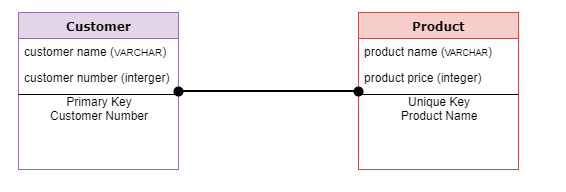 Customer
customer name (VARCHAR)
customer number (interger)
Primary Key
Customer Number
Product
product name (VARCHAR)
product price (integer)
Unique Key
Product Name